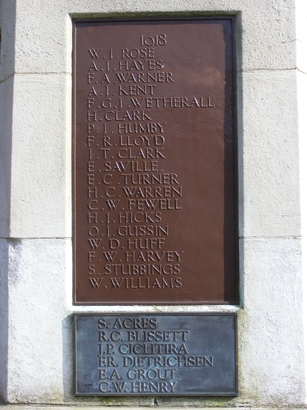 1918
W. J. ROSE
A. J. HAYES
F. A. WARNER
A. J. KENT
F. G. J. WETHERALL
H. CLARK
P. J. HUMBY
F. R. LLOYD
J. T. CLARK
E. SAVILLE
E. C. TURNER
H. C. WARREN
C. W. FEWELL
H. J. HICKS
O. J. GUSSIN
W. D. HUFF
F. W. HARVEY
S. STUBBINGS
W. WILLIAMS
S. ACRES
R.C. BLISSETT
J.P. CICLITIRA
F.R. DIETRICHSEN
E.A. GROUT
C.W. HENRY